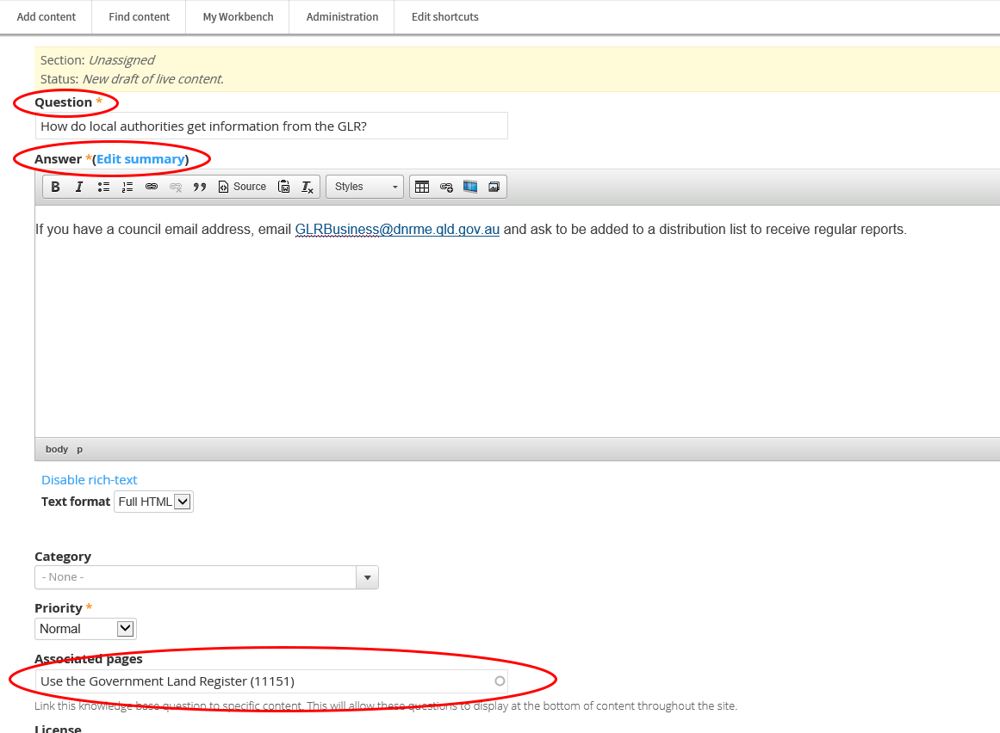 Add content Find content My Workbench Administration Edit shortcuts
Section: Unassigned
Status: New draft of live content.
Question *
How do local authorities get information from the GLR?
Answer *(Edit summary)
B I Source Styles
If you have a council email address, email GLRBusiness@dnrme.qld.gov.au and ask to be added to a distribution list to receive regular reports.
body p
Disable rich-text
Text format Full HTML
Category
- None -
Priority *
Normal
Associated pages
Use the Government Land Register (11151)
Link this knowledge base question to specific content. This will allow these questions to display at the bottom of content throughout the site.
License